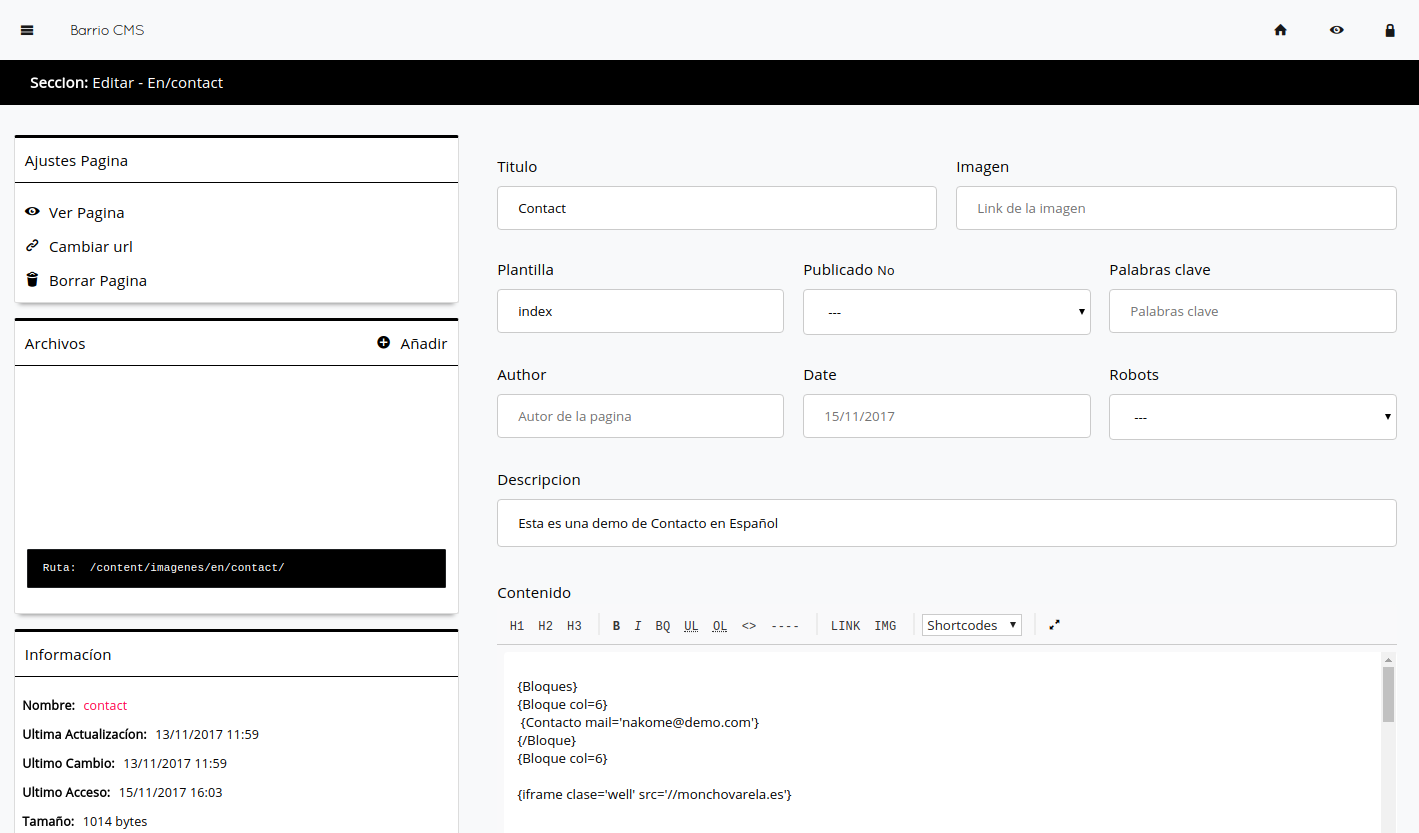 Barrio CMS
Seccion: Editar - En/contact
Ajustes Pagina
Ver Pagina
Cambiar url
Borrar Pagina
Archivos
Añadir
Ruta: /content/imagenes/en/contact/
Informacíon
Nombre: contact
Ultima Actualizacíon: 13/11/2017 11:59
Ultimo Cambio: 13/11/2017 11:59
Ultimo Acceso: 15/11/2017 16:03
Tamaño: 1014 bytes
Titulo
Imagen
Contact
Link de la imagen
Plantilla
Publicado No
Palabras clave
index
---
Palabras clave
Author
Date
Robots
Autor de la pagina
15/11/2017
---
Descripcion
Esta es una demo de Contacto en Español
Contenido
H1 H2 H3 B I BQ UL OL <> ---- LINK IMG Shortcodes
{Bloques}
{Bloque col=6}
{Contacto mail='nakome@demo.com'}
{/Bloque}
{Bloque col=6}
{iframe clase='well' src='//monchovarela.es'}